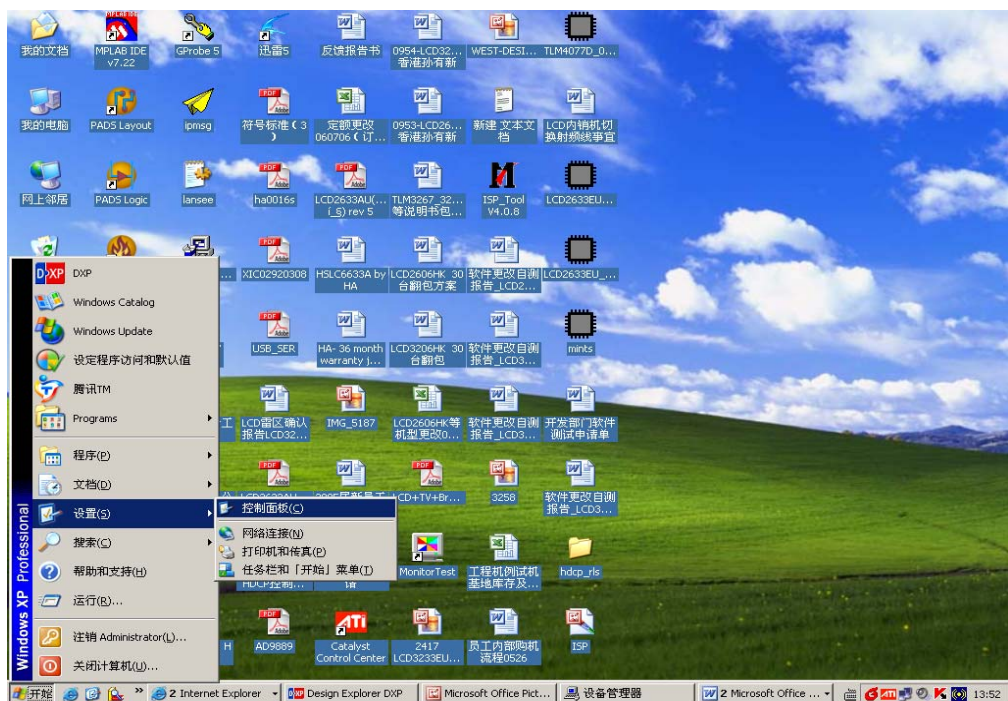 我的文档
MPLAB IDE
v7.22
GProbe 5
迅雷5
反馈报告书
0954-LCD32...
香港孙有新
WEST-DESI...
TLM4077D_0...
我的电脑
PADS Layout
ipmsg
符号标准(3
)
定额更改
060706(订...
0953-LCD26...
香港孙有新
新建 文本文
档
LCD内销机切
换射频线事宜
网上邻居
PADS Logic
lansee
ha0016s
LCD2633AU(...
(_§) rev 5
TLM3267_32...
等说明书包...
ISP_Tool
V4.0.8
LCD2633EU...
XIC02920308
HSLC6633A by
HA
LCD2606HK 30
台翻包方案
软件更改自测
报告_LCD2...
LCD2633EU_...
USB_SER
HA- 36 month
warranty j...
LCD3206HK 30
台翻包
软件更改自测
报告_LCD3...
mints
工
LCD雷区确认
报告LCD32...
IMG_5187
LCD2606HK等
机型更改0...
软件更改自测
报告_LCD3...
开发部门软件
测试申请单
LCD+TV+Br...
3258
软件更改自测
报告_LCD3...
MonitorTest
工程机例试机
基地库存及...
hdcp_rls
H
AD9889
Catalyst
Control Center
2417
LCD3233EU...
员工内部购机
流程0526
ISP
DXP
Windows Catalog
Windows Update
设定程序访问和默认值
腾讯TM
Programs
程序(P)
文档(D)
设置(S)
搜索(C)
帮助和支持(H)
运行(R)...
注销 Administrator(L)...
关闭计算机(U)...
Windows XP Professional
控制面板(C)
网络连接(N)
打印机和传真(P)
任务栏和「开始」菜单(T)
开始
2 Internet Explorer
Design Explorer DXP
Microsoft Office Pict...
设备管理器
2 Microsoft Office ...
13:52